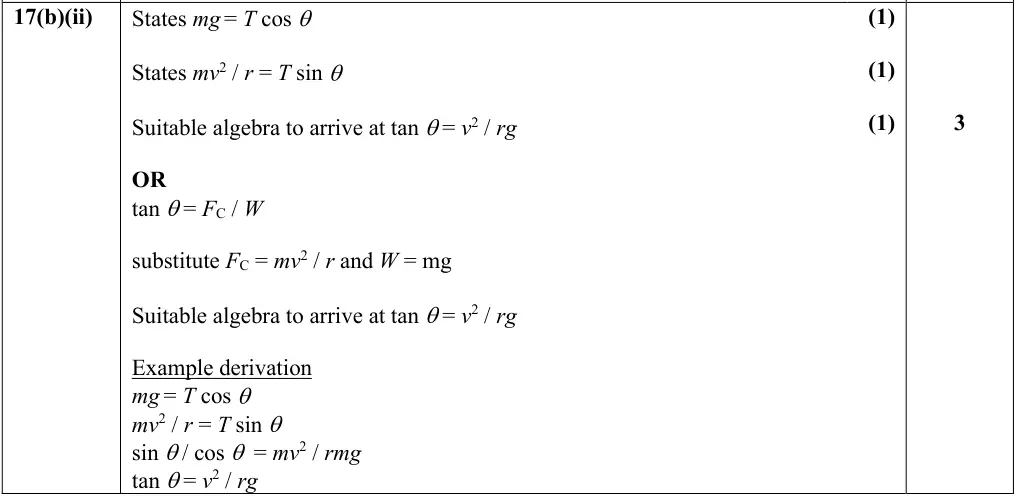 17(b)(ii) States mg = T cos θ (1)
States mv² / r = T sin θ (1)
Suitable algebra to arrive at tan θ = v² / rg (1) 3
OR
tan θ = F_C / W
substitute F_C = mv² / r and W = mg
Suitable algebra to arrive at tan θ = v² / rg
Example derivation
mg = T cos θ
mv² / r = T sin θ
sin θ / cos θ = mv² / rmg
tan θ = v² / rg